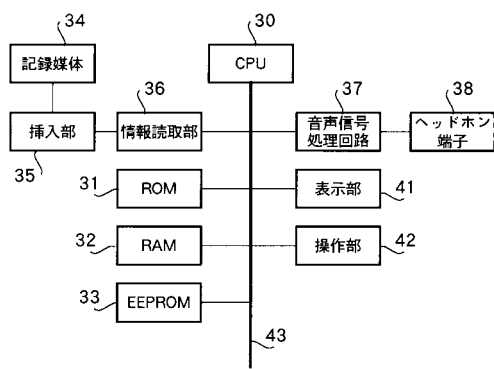 34
記録媒体
30
CPU
36
37
38
挿入部
情報読取部
音声信号
処理回路
ヘッドホン
端子
35
31
ROM
表示部
41
32
RAM
操作部
42
33
EEPROM
43